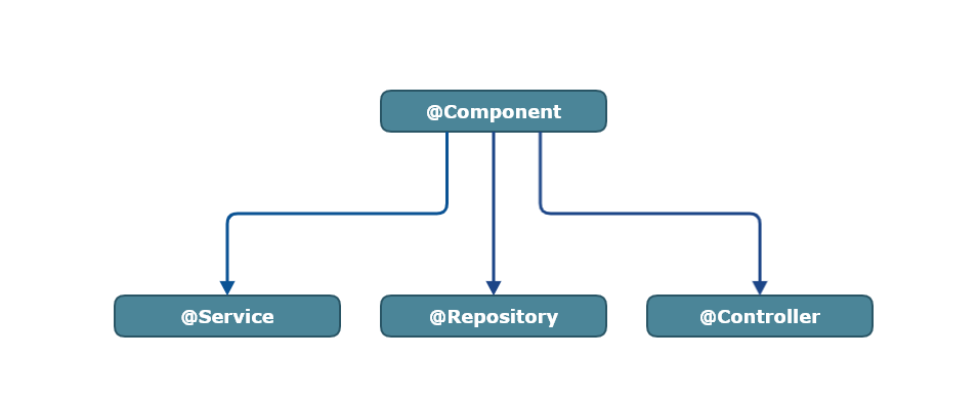 @Component
@Service
@Repository
@Controller